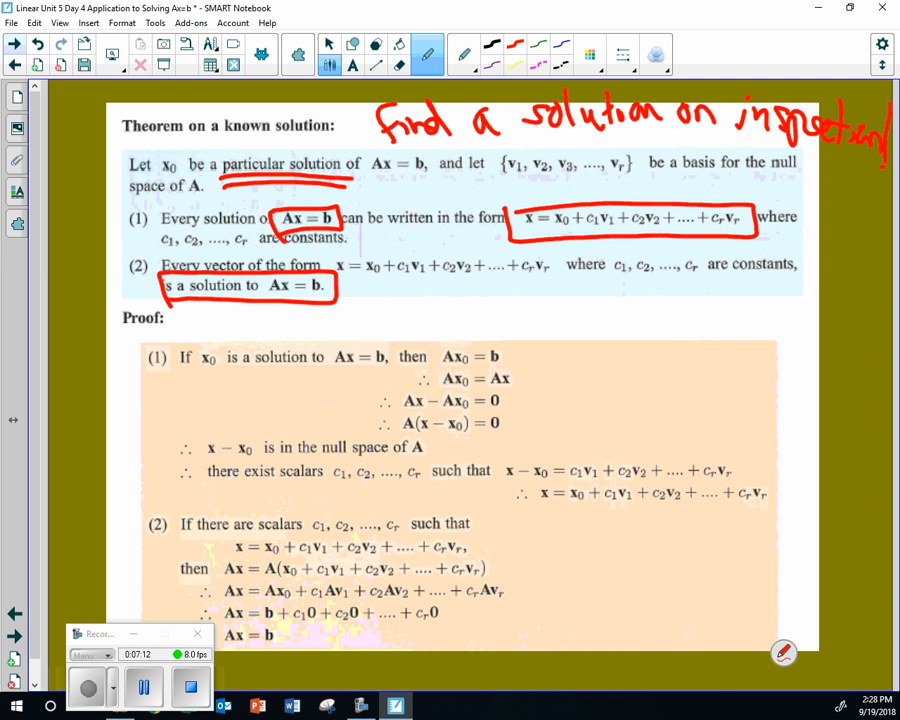 Linear Unit 5 Day 4 Application to Solving Ax=b * - SMART Notebook
File Edit View Insert Format Tools Add-ons Account Help
find a solution on inspection!
Theorem on a known solution:
Let x₀ be a particular solution of Ax = b, and let {v₁, v₂, v₃, ...., vᵣ} be a basis for the null
space of A.
(1) Every solution o Ax = b can be written in the form x = x₀ + c₁v₁ + c₂v₂ + .... + cᵣvᵣ where
c₁, c₂, ...., cᵣ are constants.
(2) Every vector of the form x = x₀ + c₁v₁ + c₂v₂ + .... + cᵣvᵣ where c₁, c₂, ...., cᵣ are constants,
is a solution to Ax = b.
Proof:
(1) If x₀ is a solution to Ax = b, then Ax₀ = b
∴ Ax₀ = Ax
∴ Ax − Ax₀ = 0
∴ A(x − x₀) = 0
∴ x − x₀ is in the null space of A
∴ there exist scalars c₁, c₂, ...., cᵣ such that x − x₀ = c₁v₁ + c₂v₂ + .... + cᵣvᵣ
∴ x = x₀ + c₁v₁ + c₂v₂ + .... + cᵣvᵣ
(2) If there are scalars c₁, c₂, ...., cᵣ such that
x = x₀ + c₁v₁ + c₂v₂ + .... + cᵣvᵣ,
then Ax = A(x₀ + c₁v₁ + c₂v₂ + .... + cᵣvᵣ)
∴ Ax = Ax₀ + c₁Av₁ + c₂Av₂ + .... + cᵣAvᵣ
∴ Ax = b + c₁0 + c₂0 + .... + cᵣ0
Ax = b
Recor...
Menu
0:07:12
8.0 fps
2:28 PM
9/19/2018